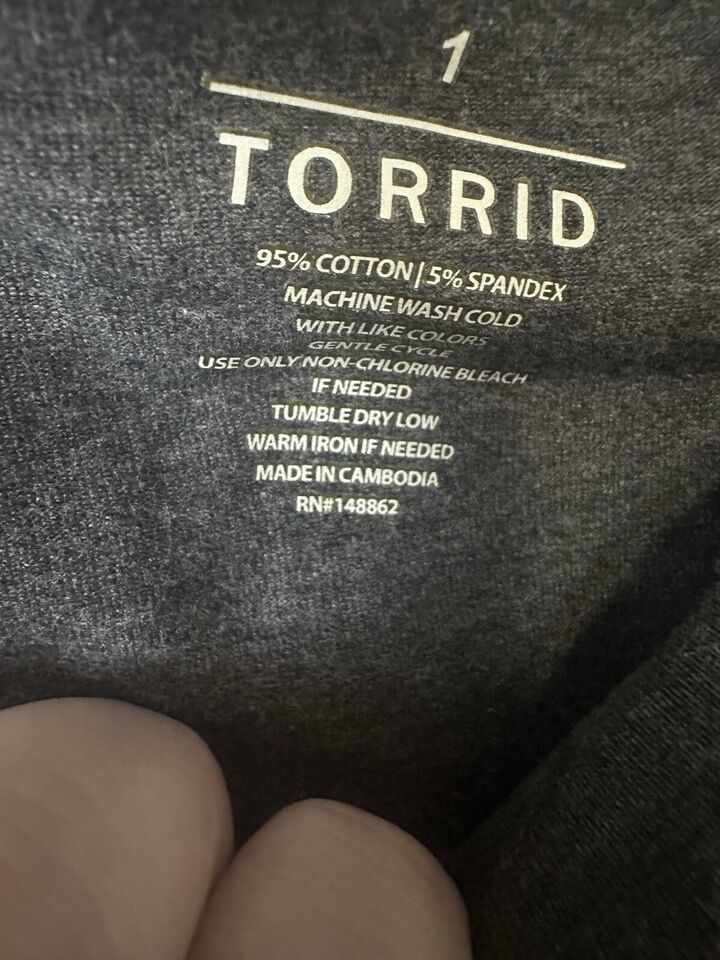 1
TORRID
95% COTTON | 5% SPANDEX
MACHINE WASH COLD
WITH LIKE COLORS
GENTLE CYCLE
USE ONLY NON-CHLORINE BLEACH
IF NEEDED
TUMBLE DRY LOW
WARM IRON IF NEEDED
MADE IN CAMBODIA
RN#148862